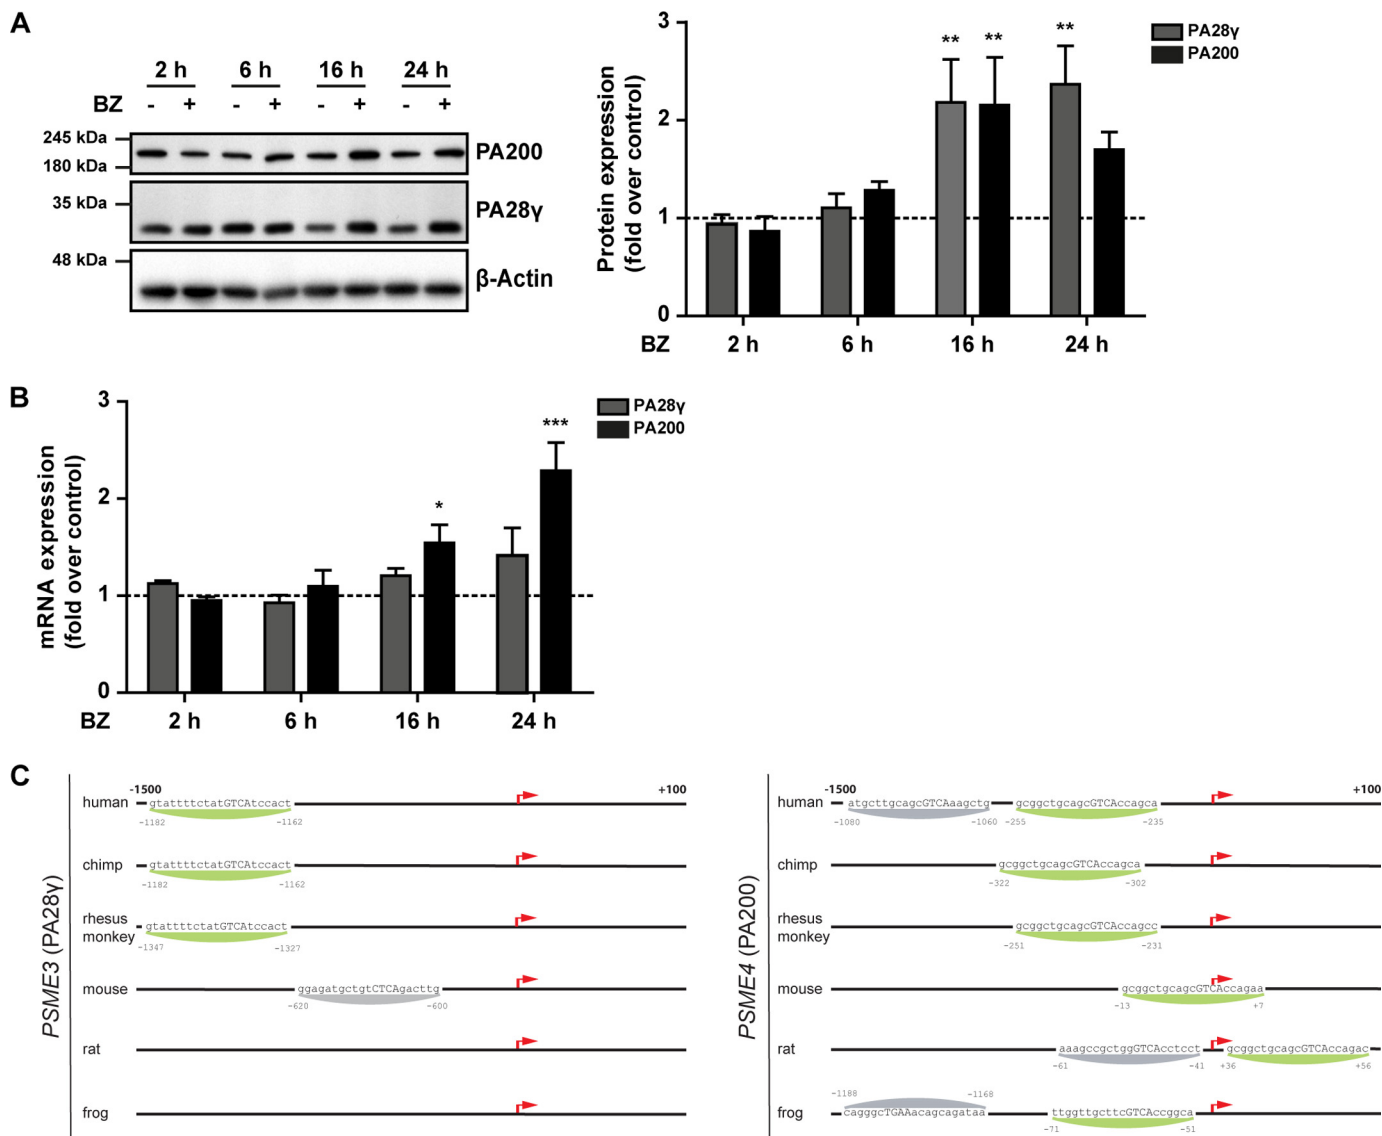 A
2 h 6 h 16 h 24 h
BZ - + - + - + - +
245 kDa
180 kDa
PA200
35 kDa
PA28γ
48 kDa
β-Actin
Protein expression
(fold over control)
3
2
1
0
** ** **
PA28γ
PA200
BZ 2 h 6 h 16 h 24 h
B
mRNA expression
(fold over control)
3
2
1
0
* ***
PA28γ
PA200
BZ 2 h 6 h 16 h 24 h
C
PSME3 (PA28γ)
-1500 +100
human gtattttctatGTCAtccact
-1182 -1162
chimp gtattttctatGTCAtccact
-1182 -1162
rhesus
monkey
gtattttctatGTCAtccact
-1347 -1327
mouse ggagatgctgtCTCAgacttg
-620 -600
rat
frog
PSME4 (PA200)
-1500 +100
human atgcttgcagcGTCAaagctg gcggctgcagcGTCAccagca
-1080 -1060 -255 -235
chimp gcggctgcagcGTCAccagca
-322 -302
rhesus
monkey
gcggctgcagcGTCAccagcc
-251 -231
mouse gcggctgcagcGTCAccagaa
-13 +7
rat aaagccgctggGTCAcctcct gcggctgcagcGTCAccagac
-61 -41 +36 +56
-1188 -1168
frog cagggcTGAAacagcagataa ttggttgcttcGTCAccggca
-71 -51